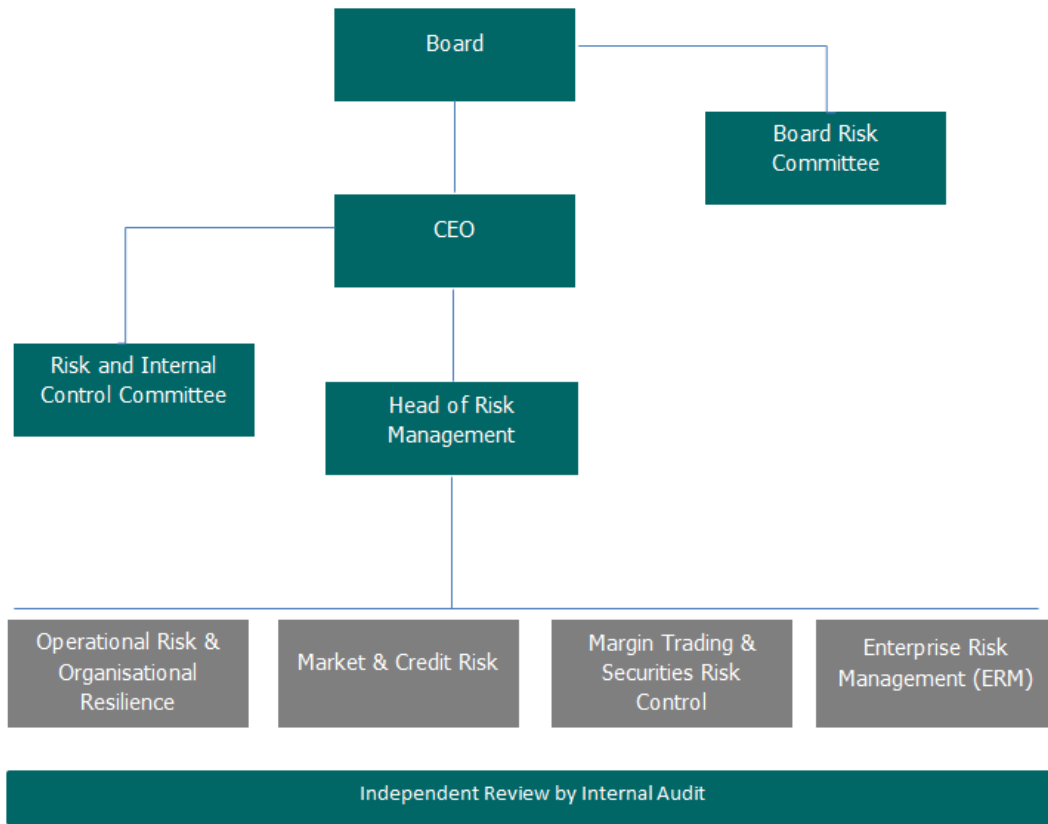 Board
Board Risk
Committee
CEO
Risk and Internal
Control Committee
Head of Risk
Management
Operational Risk &
Organisational
Resilience
Market & Credit Risk
Margin Trading &
Securities Risk
Control
Enterprise Risk
Management (ERM)
Independent Review by Internal Audit